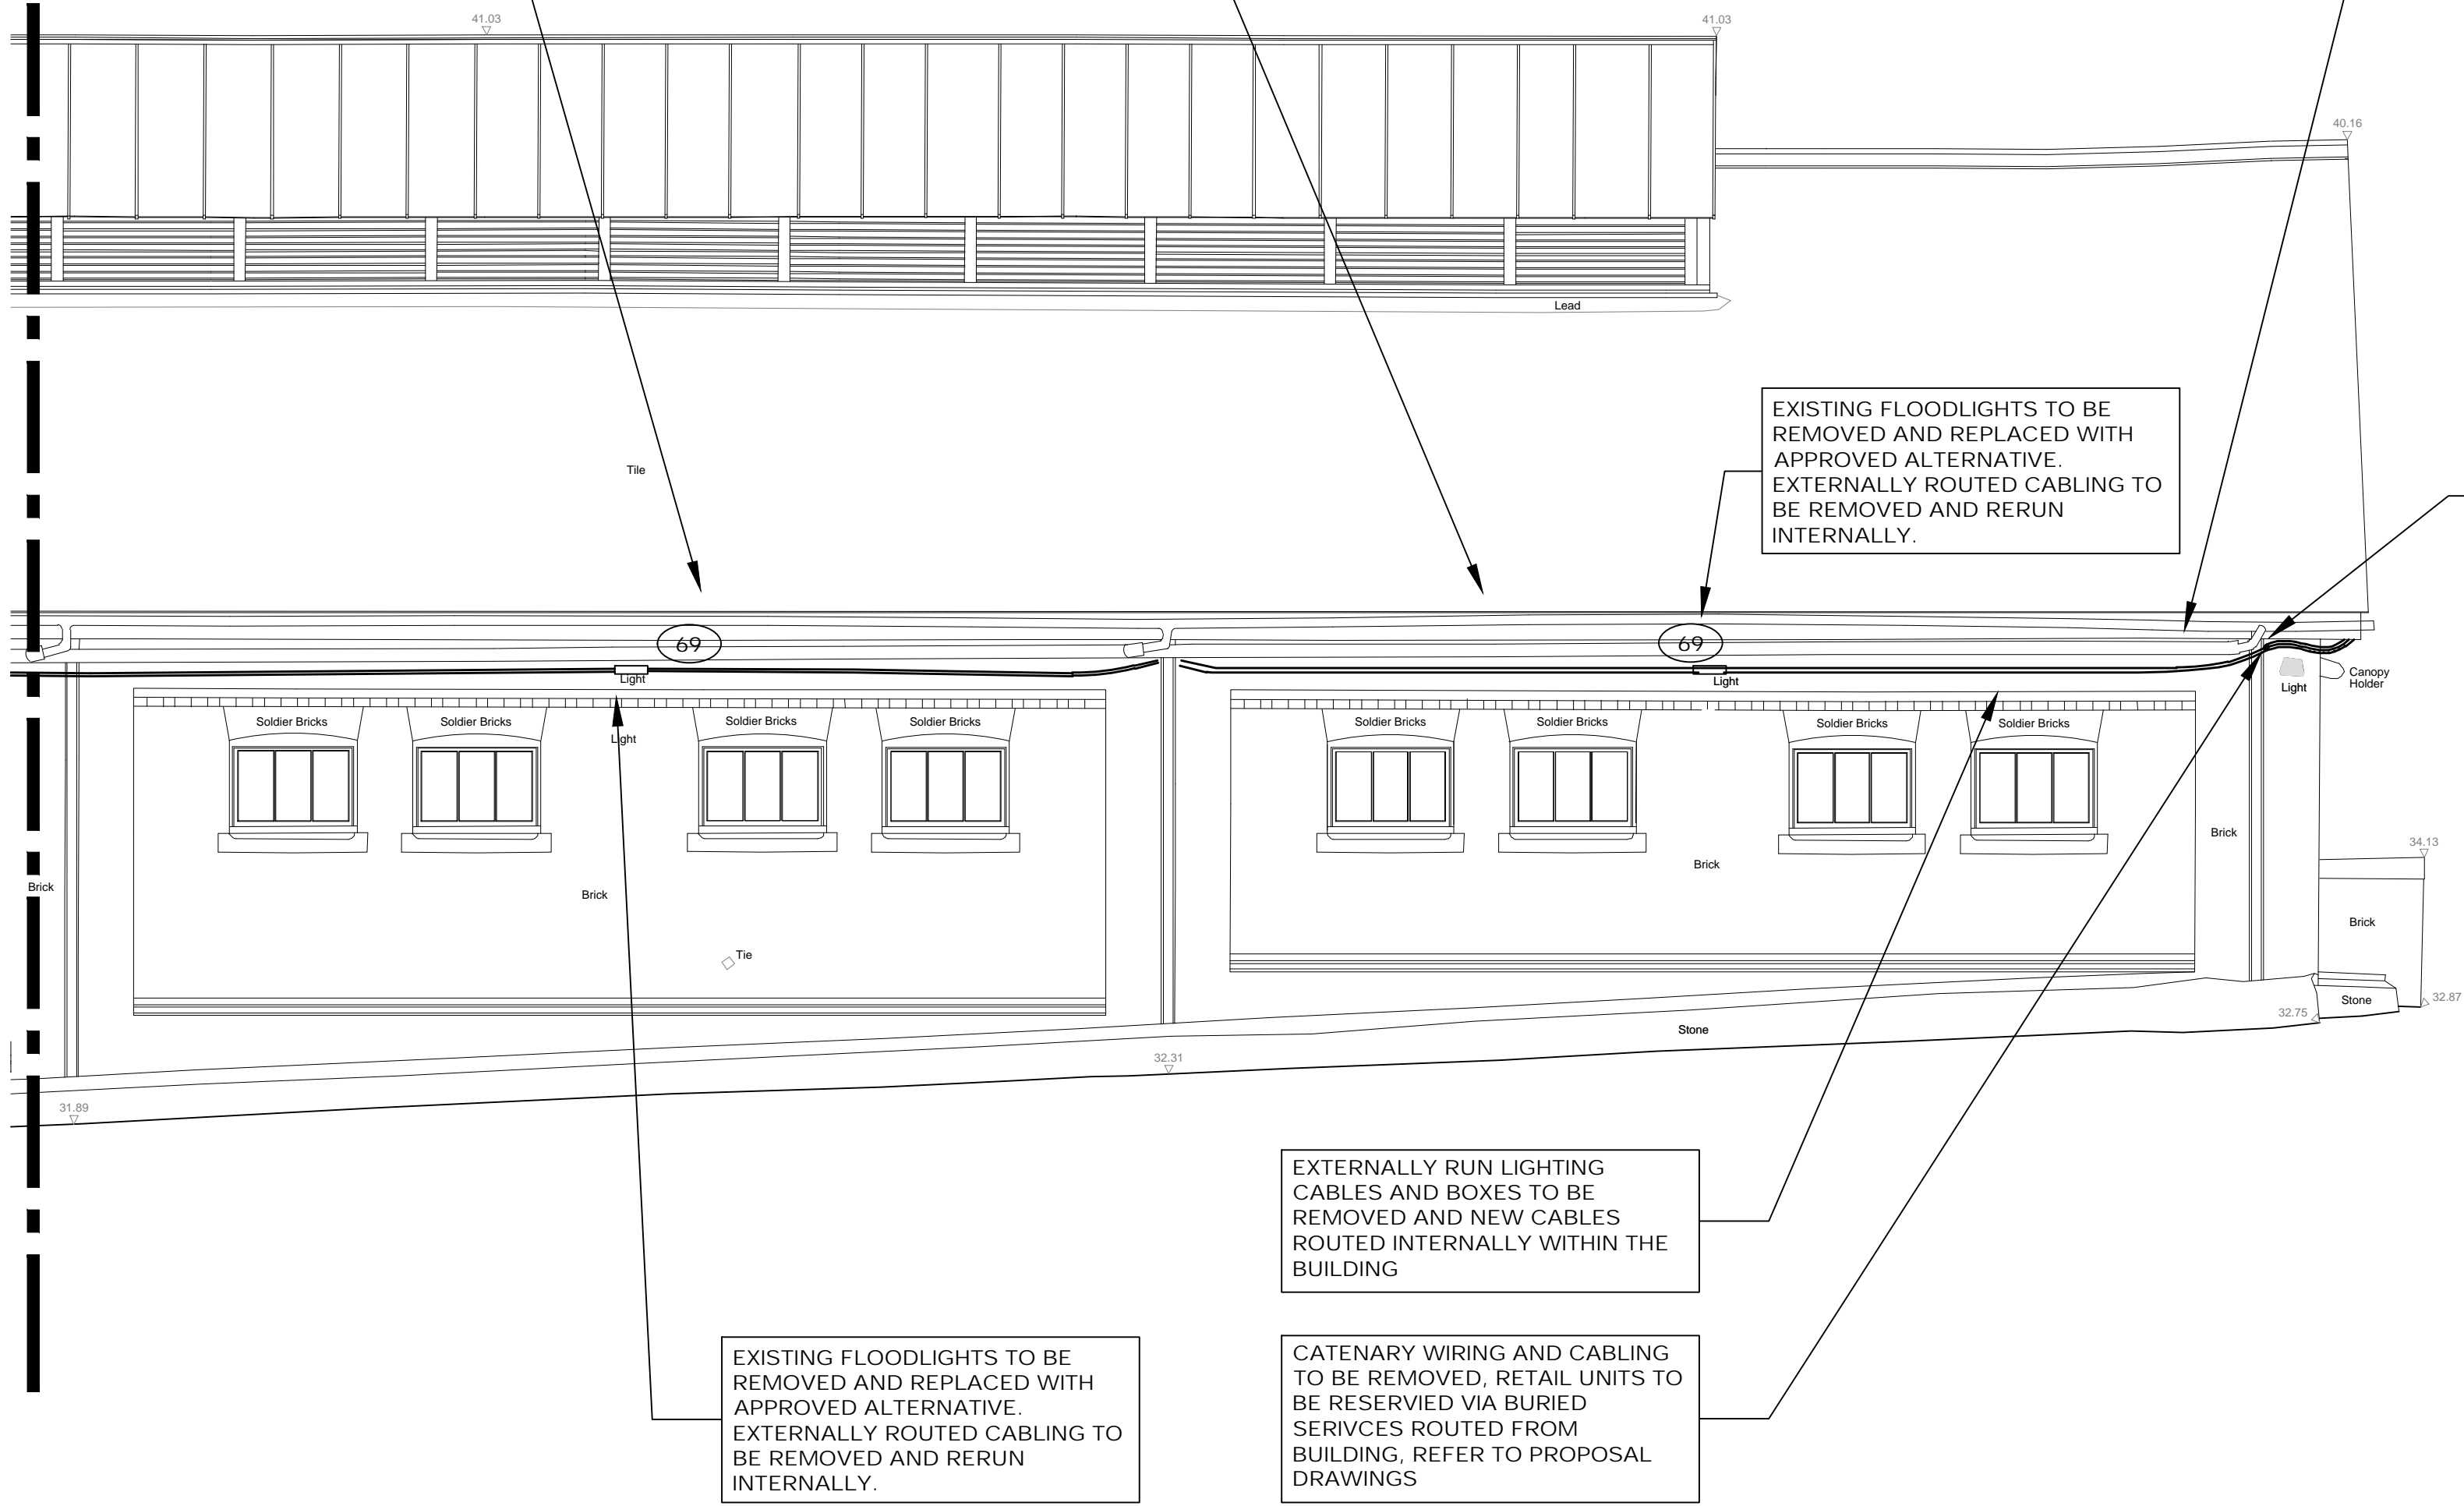 41.03
41.03
40.16
Lead
EXISTING FLOODLIGHTS TO BE
REMOVED AND REPLACED WITH
APPROVED ALTERNATIVE.
EXTERNALLY ROUTED CABLING TO
BE REMOVED AND RERUN
INTERNALLY.
Tile
69
69
Light
Light
Light
Canopy
Holder
Soldier Bricks
Soldier Bricks
Soldier Bricks
Soldier Bricks
Soldier Bricks
Soldier Bricks
Soldier Bricks
Soldier Bricks
Light
Brick
34.13
Brick
Brick
Brick
Brick
Tie
Stone
32.87
32.75
Stone
32.31
31.89
EXTERNALLY RUN LIGHTING
CABLES AND BOXES TO BE
REMOVED AND NEW CABLES
ROUTED INTERNALLY WITHIN THE
BUILDING
EXISTING FLOODLIGHTS TO BE
REMOVED AND REPLACED WITH
APPROVED ALTERNATIVE.
EXTERNALLY ROUTED CABLING TO
BE REMOVED AND RERUN
INTERNALLY.
CATENARY WIRING AND CABLING
TO BE REMOVED, RETAIL UNITS TO
BE RESERVIED VIA BURIED
SERIVCES ROUTED FROM
BUILDING, REFER TO PROPOSAL
DRAWINGS